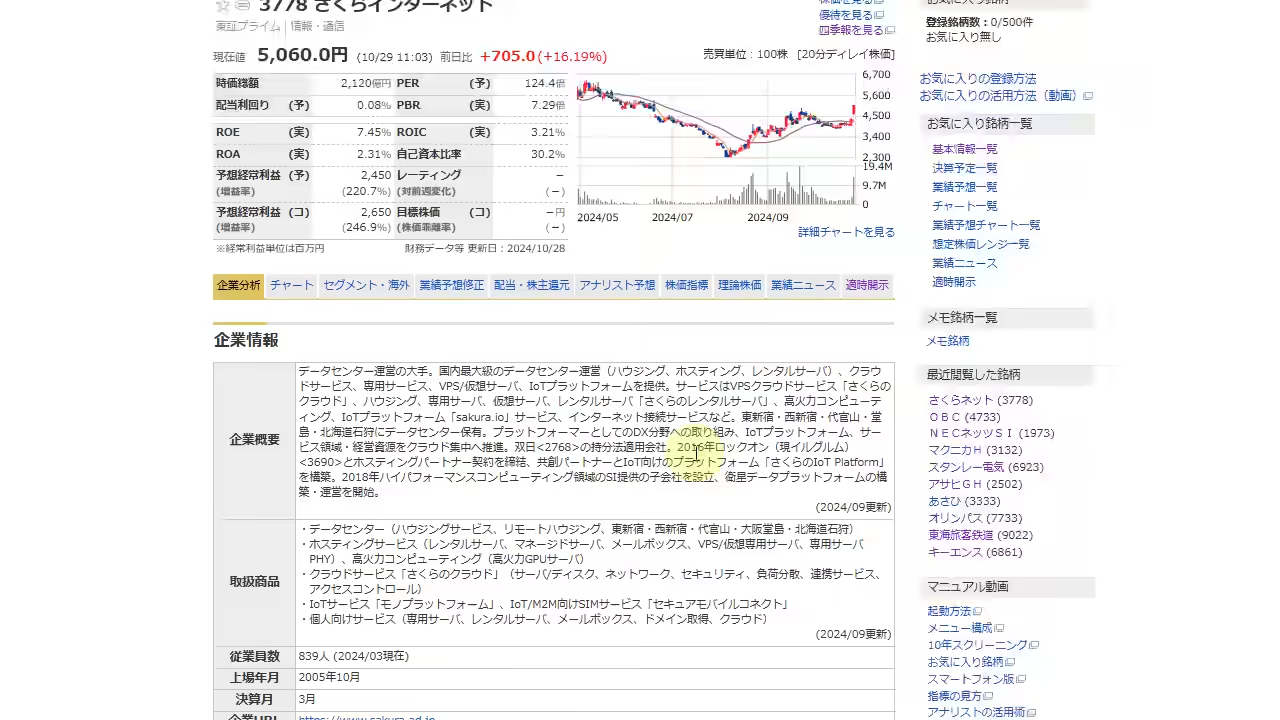 3778 さくらインターネット
東証プライム | 情報・通信
現在値 5,060.0円 (10/29 11:03) 前日比 +705.0(+16.19%)
株価を見る
優待を見る
四季報を見る
売買単位：100株 [20分ディレイ株価]
時価総額 2,120億円 PER (予) 124.4倍
配当利回り (予) 0.08% PBR (実) 7.29倍
ROE (実) 7.45% ROIC (実) 3.21%
ROA (実) 2.31% 自己資本比率 30.2%
予想経常利益 (予) 2,450 レーティング －
(増益率) (220.7%) (対前週変化) (－)
予想経常利益 (コ) 2,650 目標株価 (コ) －円
(増益率) (246.9%) (株価乖離率) (－)
※経常利益単位は百万円 財務データ等 更新日：2024/10/28
6,700
5,600
4,500
3,400
2,300
19.4M
9.7M
0
2024/05 2024/07 2024/09
詳細チャートを見る
企業分析 チャート セグメント・海外 業績予想修正 配当・株主還元 アナリスト予想 株価指標 理論株価 業績ニュース 適時開示
企業情報
企業概要
データセンター運営の大手。国内最大級のデータセンター運営（ハウジング、ホスティング、レンタルサーバ）、クラウ
ドサービス、専用サービス、VPS/仮想サーバ、IoTプラットフォームを提供。サービスはVPSクラウドサービス「さくらの
クラウド」、ハウジング、専用サーバ、仮想サーバ、レンタルサーバ「さくらのレンタルサーバ」、高火力コンピューテ
ィング、IoTプラットフォーム「sakura.io」サービス、インターネット接続サービスなど。東新宿・西新宿・代官山・堂
島・北海道石狩にデータセンター保有。プラットフォーマーとしてのDX分野への取り組み、IoTプラットフォーム、サー
ビス領域・経営資源をクラウド集中へ推進。双日<2768>の持分法適用会社。2016年ロックオン（現イルグルム）
<3690>とホスティングパートナー契約を締結、共創パートナーとIoT向けのプラットフォーム「さくらのIoT Platform」
を構築。2018年ハイパフォーマンスコンピューティング領域のSI提供の子会社を設立、衛星データプラットフォームの構
築・運営を開始。
(2024/09更新)
取扱商品
・データセンター（ハウジングサービス、リモートハウジング、東新宿・西新宿・代官山・大阪堂島・北海道石狩）
・ホスティングサービス（レンタルサーバ、マネージドサーバ、メールボックス、VPS/仮想専用サーバ、専用サーバ
PHY）、高火力コンピューティング（高火力GPUサーバ）
・クラウドサービス「さくらのクラウド」（サーバ/ディスク、ネットワーク、セキュリティ、負荷分散、連携サービス、
アクセスコントロール）
・IoTサービス「モノプラットフォーム」、IoT/M2M向けSIMサービス「セキュアモバイルコネクト」
・個人向けサービス（専用サーバ、レンタルサーバ、メールボックス、ドメイン取得、クラウド）
(2024/09更新)
従業員数 839人 (2024/03現在)
上場年月 2005年10月
決算月 3月
企業URL https://www.sakura.ad.jp
登録銘柄数：0/500件
お気に入り無し
お気に入りの登録方法
お気に入りの活用方法（動画）
お気に入り銘柄一覧
基本情報一覧
決算予定一覧
業績予想一覧
チャート一覧
業績予想チャート一覧
想定株価レンジ一覧
業績ニュース
適時開示
メモ銘柄一覧
メモ銘柄
最近閲覧した銘柄
さくらネット (3778)
ＯＢＣ (4733)
ＮＥＣネッツＳＩ (1973)
マクニカＨ (3132)
スタンレー電気 (6923)
アサヒＧＨ (2502)
あさひ (3333)
オリンパス (7733)
東海旅客鉄道 (9022)
キーエンス (6861)
マニュアル動画
起動方法
メニュー構成
10年スクリーニング
お気に入り銘柄
スマートフォン版
指標の見方
アナリストの活用術